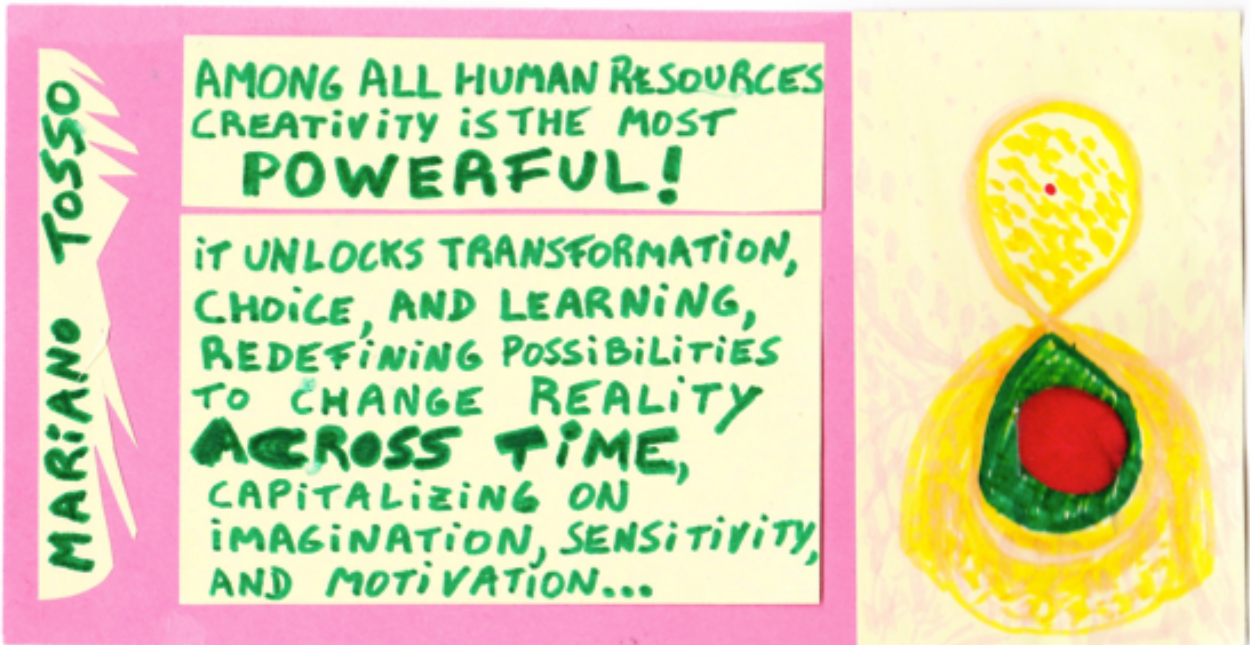 MARiANO TOSSO
AMONG ALL HUMAN RESOURCES
CREATiViTY iS THE MOST
POWERFUL!
iT UNLOCKS TRANSFORMATiON,
CHOiCE, AND LEARNiNG,
REDEFiNiNG POSSiBiLiTiES
TO CHANGE REALiTY
ACROSS TiME,
CAPiTALiziNG ON
iMAGiNATiON, SENSiTiViTY,
AND MOTiVATiON...